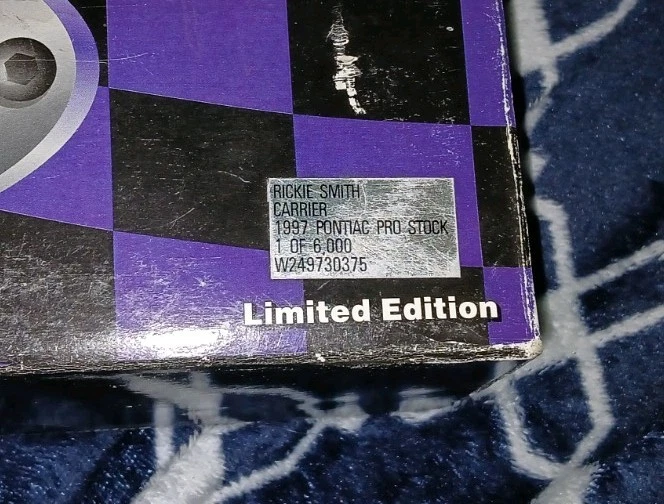 RICKIE SMITH
CARRIER
1997 PONTIAC PRO STOCK
1 OF 6,000
W249730375
Limited Edition